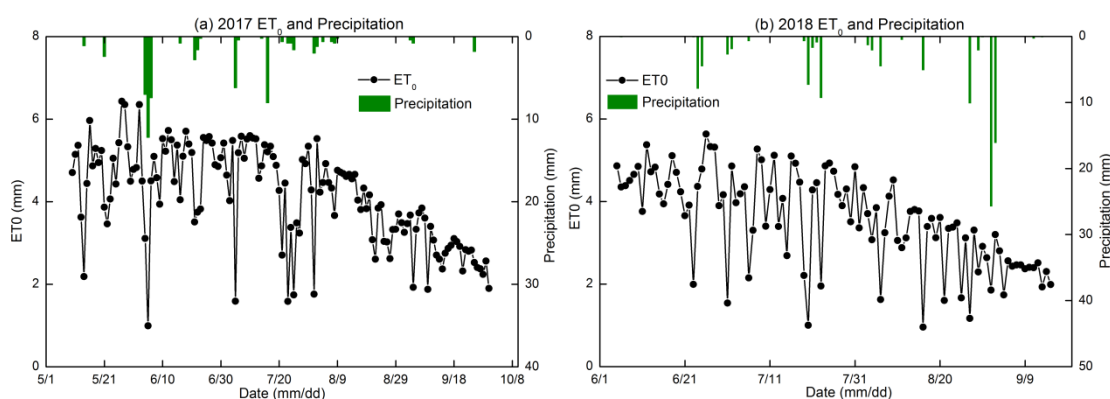 (a) 2017 ET0 and Precipitation
8
6
4
2
0
ET0 (mm)
ET0
Precipitation
0
10
20
30
40
Precipitation (mm)
5/1 5/21 6/10 6/30 7/20 8/9 8/29 9/18 10/8
Date (mm/dd)
(b) 2018 ET0 and Precipitation
8
6
4
2
0
ET0 (mm)
ET0
Precipitation
0
10
20
30
40
50
Precipitation (mm)
6/1 6/21 7/11 7/31 8/20 9/9
Date (mm/dd)